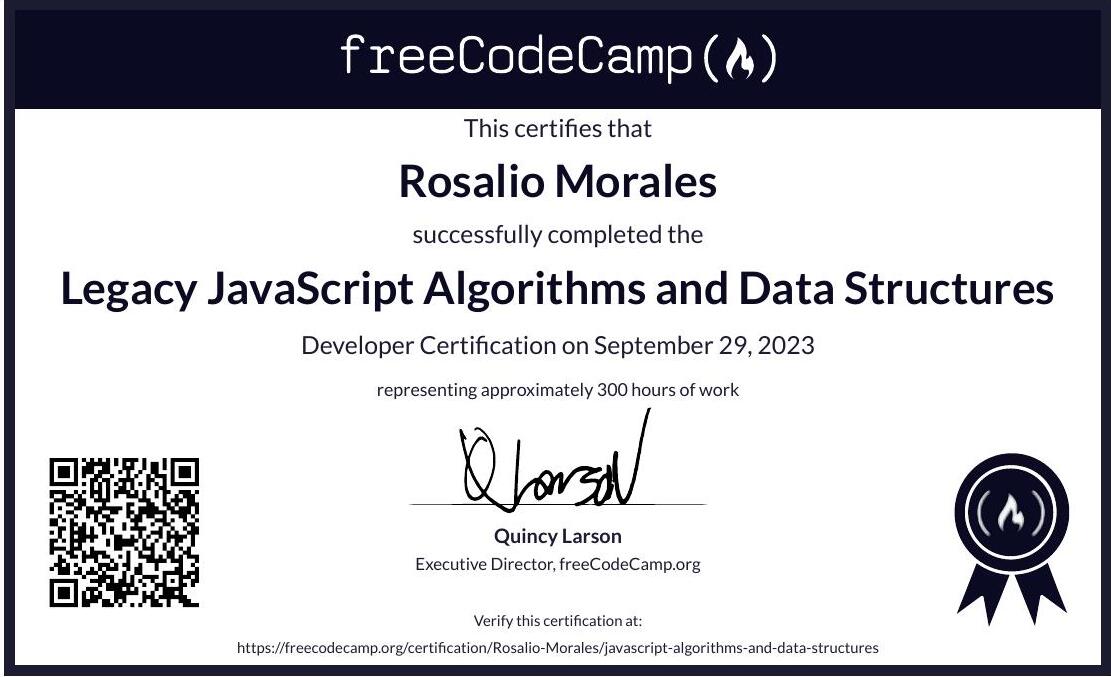 freeCodeCamp
This certifies that
Rosalio Morales
successfully completed the
Legacy JavaScript Algorithms and Data Structures
Developer Certification on September 29, 2023
representing approximately 300 hours of work
Q Larson
Quincy Larson
Executive Director, freeCodeCamp.org
Verify this certification at:
https://freecodecamp.org/certification/Rosalio-Morales/javascript-algorithms-and-data-structures